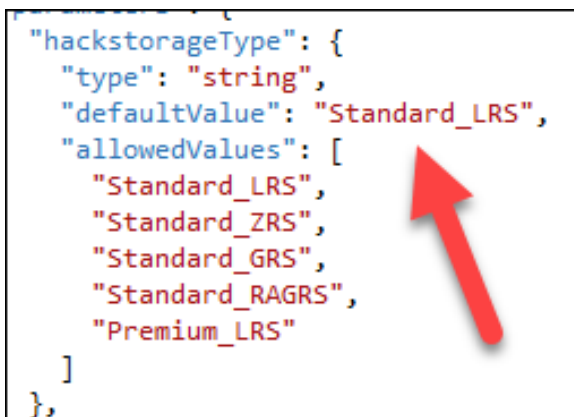 "hackstorageType": {
"type": "string",
"defaultValue": "Standard_LRS",
"allowedValues": [
"Standard_LRS",
"Standard_ZRS",
"Standard_GRS",
"Standard_RAGRS",
"Premium_LRS"
]
},